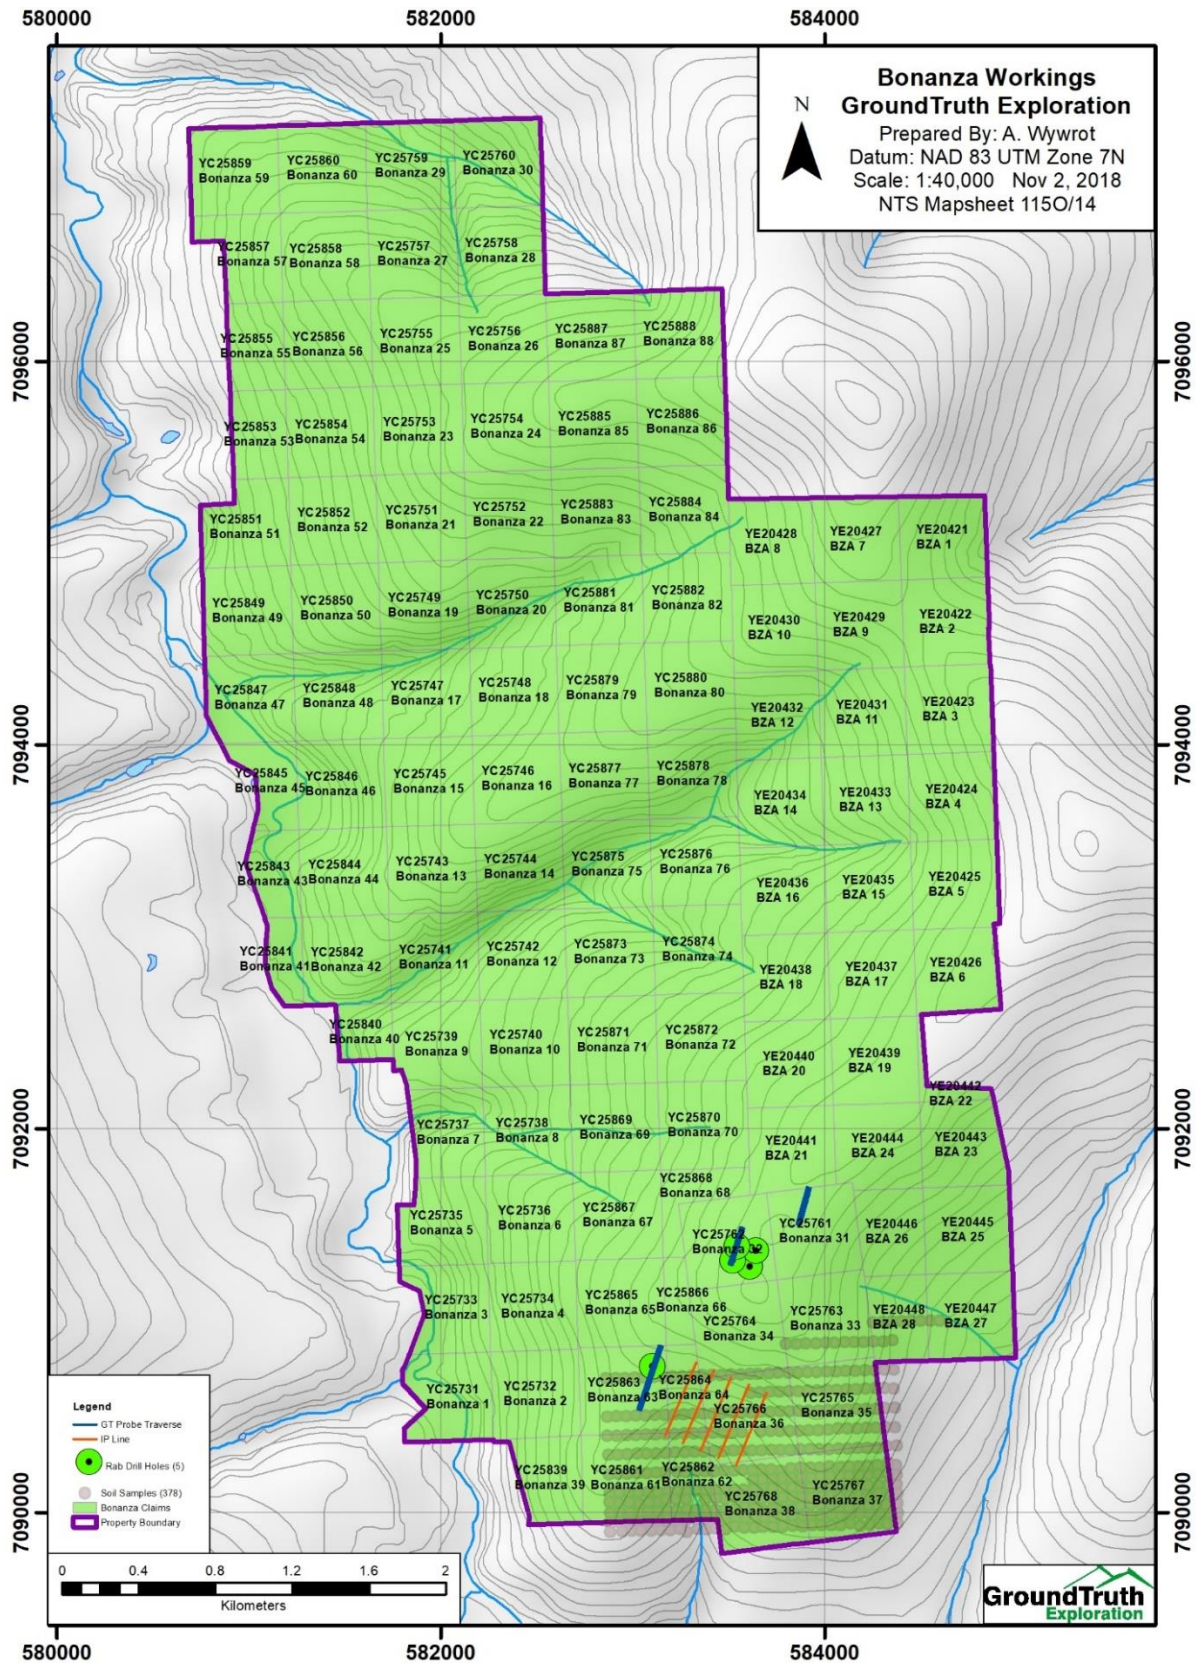 580000
582000
584000
Bonanza Workings
GroundTruth Exploration
Prepared By: A. Wywrot
Datum: NAD 83 UTM Zone 7N
Scale: 1:40,000 Nov 2, 2018
NTS Mapsheet 115O/14
N
YC25859
Bonanza 59
YC25860
Bonanza 60
YC25759
Bonanza 29
YC25760
Bonanza 30
YC25857
Bonanza 57
YC25858
Bonanza 58
YC25757
Bonanza 27
YC25758
Bonanza 28
7096000
7096000
YC25855
Bonanza 55
YC25856
Bonanza 56
YC25755
Bonanza 25
YC25756
Bonanza 26
YC25887
Bonanza 87
YC25888
Bonanza 88
YC25853
Bonanza 53
YC25854
Bonanza 54
YC25753
Bonanza 23
YC25754
Bonanza 24
YC25885
Bonanza 85
YC25886
Bonanza 86
YC25851
Bonanza 51
YC25852
Bonanza 52
YC25751
Bonanza 21
YC25752
Bonanza 22
YC25883
Bonanza 83
YC25884
Bonanza 84
YE20428
BZA 8
YE20427
BZA 7
YE20421
BZA 1
YC25849
Bonanza 49
YC25850
Bonanza 50
YC25749
Bonanza 19
YC25750
Bonanza 20
YC25881
Bonanza 81
YC25882
Bonanza 82
YE20430
BZA 10
YE20429
BZA 9
YE20422
BZA 2
YC25847
Bonanza 47
YC25848
Bonanza 48
YC25747
Bonanza 17
YC25748
Bonanza 18
YC25879
Bonanza 79
YC25880
Bonanza 80
YE20432
BZA 12
YE20431
BZA 11
YE20423
BZA 3
7094000
7094000
YC25845
Bonanza 45
YC25846
Bonanza 46
YC25745
Bonanza 15
YC25746
Bonanza 16
YC25877
Bonanza 77
YC25878
Bonanza 78
YE20434
BZA 14
YE20433
BZA 13
YE20424
BZA 4
YC25843
Bonanza 43
YC25844
Bonanza 44
YC25743
Bonanza 13
YC25744
Bonanza 14
YC25875
Bonanza 75
YC25876
Bonanza 76
YE20436
BZA 16
YE20435
BZA 15
YE20425
BZA 5
YC25841
Bonanza 41
YC25842
Bonanza 42
YC25741
Bonanza 11
YC25742
Bonanza 12
YC25873
Bonanza 73
YC25874
Bonanza 74
YE20438
BZA 18
YE20437
BZA 17
YE20426
BZA 6
YC25840
Bonanza 40
YC25739
Bonanza 9
YC25740
Bonanza 10
YC25871
Bonanza 71
YC25872
Bonanza 72
YE20440
BZA 20
YE20439
BZA 19
YE20442
BZA 22
7092000
7092000
YC25737
Bonanza 7
YC25738
Bonanza 8
YC25869
Bonanza 69
YC25870
Bonanza 70
YE20441
BZA 21
YE20444
BZA 24
YE20443
BZA 23
YC25868
Bonanza 68
YC25735
Bonanza 5
YC25736
Bonanza 6
YC25867
Bonanza 67
YC25762
Bonanza 32
YC25761
Bonanza 31
YE20446
BZA 26
YE20445
BZA 25
YC25733
Bonanza 3
YC25734
Bonanza 4
YC25865
Bonanza 65
YC25866
Bonanza 66
YC25764
Bonanza 34
YC25763
Bonanza 33
YE20448
BZA 28
YE20447
BZA 27
YC25731
Bonanza 1
YC25732
Bonanza 2
YC25863
Bonanza 63
YC25864
Bonanza 64
YC25766
Bonanza 36
YC25765
Bonanza 35
YC25839
Bonanza 39
YC25861
Bonanza 61
YC25862
Bonanza 62
YC25768
Bonanza 38
YC25767
Bonanza 37
7090000
7090000
Legend
GT Probe Traverse
IP Line
Rab Drill Holes (5)
Soil Samples (378)
Bonanza Claims
Property Boundary
0 0.4 0.8 1.2 1.6 2
Kilometers
GroundTruth
Exploration
580000
582000
584000